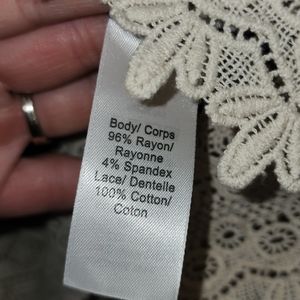 Body/ Corps
96% Rayon/
Rayonne
4% Spandex
Lace/ Dentelle
100% Cotton/
Coton